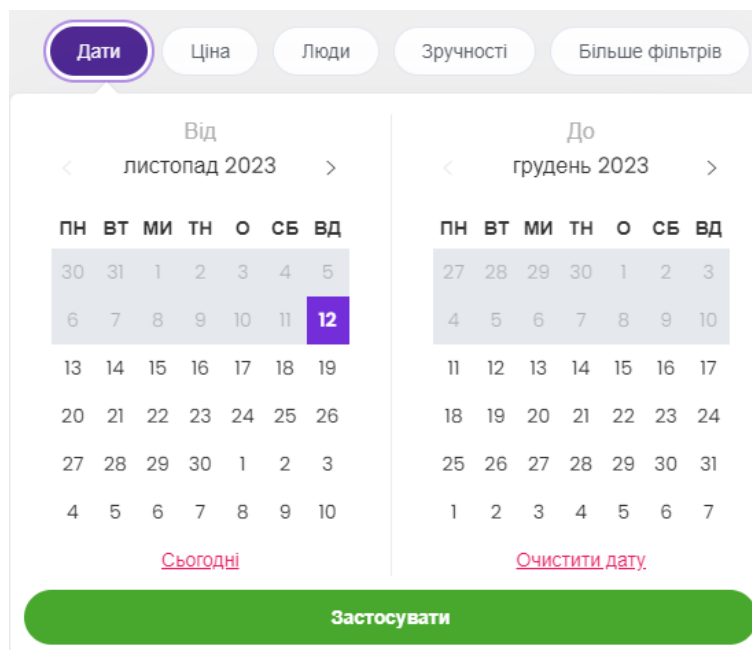 Дати Ціна Люди Зручності Більше фільтрів
Від
< листопад 2023 >
ПН ВТ МИ ТН О СБ ВД
30 31 1 2 3 4 5
6 7 8 9 10 11 12
13 14 15 16 17 18 19
20 21 22 23 24 25 26
27 28 29 30 1 2 3
4 5 6 7 8 9 10
Сьогодні
До
< грудень 2023 >
ПН ВТ МИ ТН О СБ ВД
27 28 29 30 1 2 3
4 5 6 7 8 9 10
11 12 13 14 15 16 17
18 19 20 21 22 23 24
25 26 27 28 29 30 31
1 2 3 4 5 6 7
Очистити дату
Застосувати